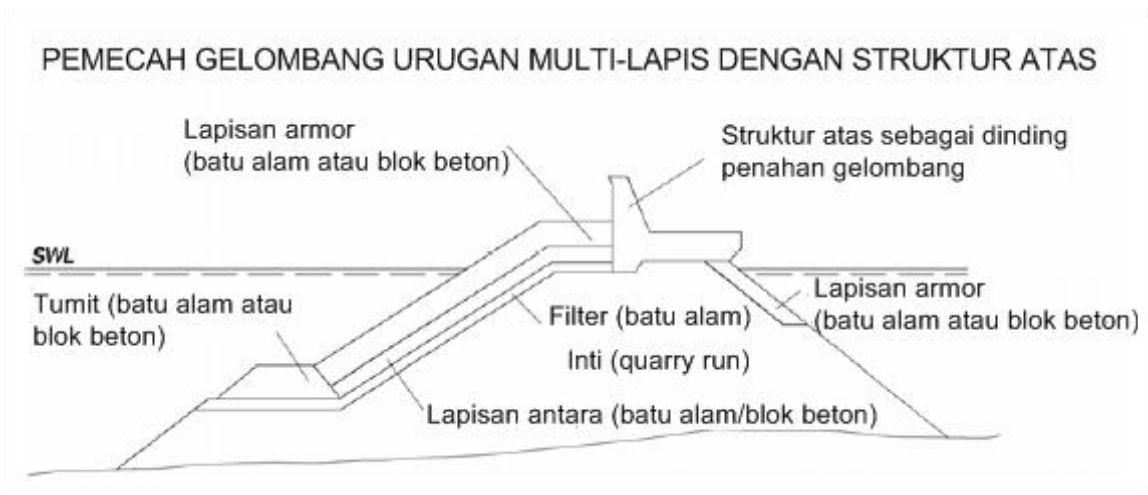 PEMECAH GELOMBANG URUGAN MULTI-LAPIS DENGAN STRUKTUR ATAS
Lapisan armor
(batu alam atau blok beton)
Struktur atas sebagai dinding
penahan gelombang
SWL
Tumit (batu alam atau
blok beton)
Filter (batu alam)
Lapisan armor
(batu alam atau blok beton)
Inti (quarry run)
Lapisan antara (batu alam/blok beton)